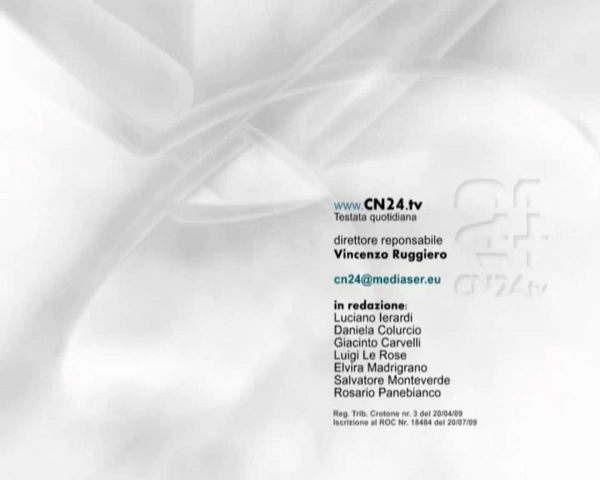 www.CN24.tv
Testata quotidiana
direttore reponsabile
Vincenzo Ruggiero
cn24@mediaser.eu
in redazione:
Luciano Ierardi
Daniela Colurcio
Giacinto Carvelli
Luigi Le Rose
Elvira Madrigrano
Salvatore Monteverde
Rosario Panebianco
Reg. Trib. Crotone nr. 3 del 20/04/09
Iscrizione al ROC Nr. 18484 del 20/07/09
24
CN24tv